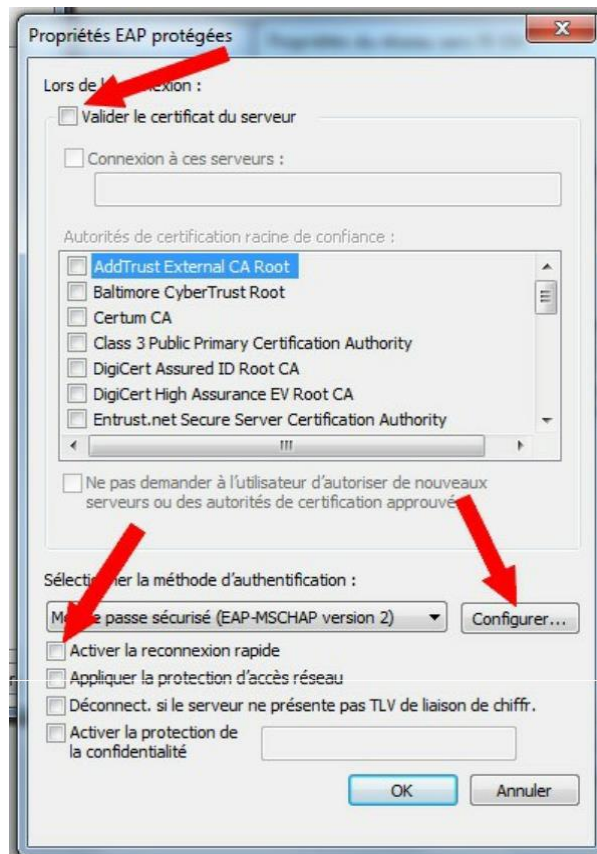 Propriétés EAP protégées
Lors de la connexion :
Valider le certificat du serveur
Connexion à ces serveurs :
Autorités de certification racine de confiance :
AddTrust External CA Root
Baltimore CyberTrust Root
Certum CA
Class 3 Public Primary Certification Authority
DigiCert Assured ID Root CA
DigiCert High Assurance EV Root CA
Entrust.net Secure Server Certification Authority
Ne pas demander à l'utilisateur d'autoriser de nouveaux
serveurs ou des autorités de certification approuvés
Sélectionner la méthode d'authentification :
Mot de passe sécurisé (EAP-MSCHAP version 2)
Configurer...
Activer la reconnexion rapide
Appliquer la protection d'accès réseau
Déconnect. si le serveur ne présente pas TLV de liaison de chiffr.
Activer la protection de
la confidentialité
OK
Annuler